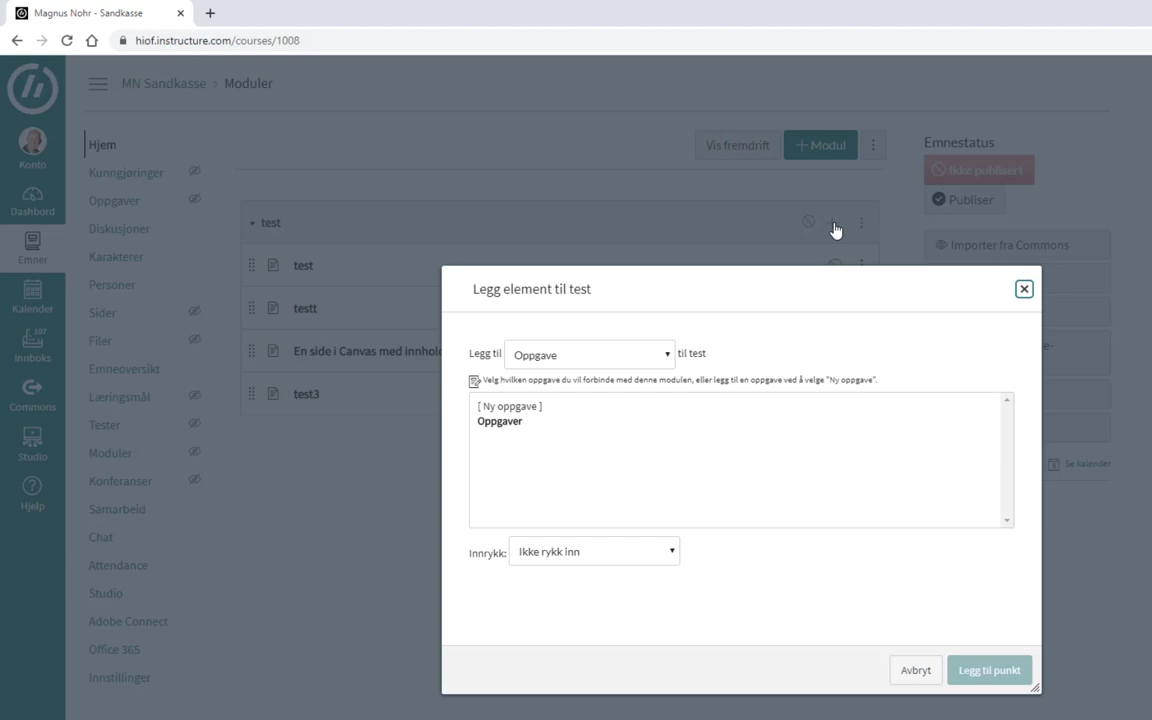 Magnus Nohr - Sandkasse
hiof.instructure.com/courses/1008
MN Sandkasse > Moduler
Konto
Dashbord
Emner
Kalender
107
Innboks
Commons
Studio
Hjelp
Hjem
Kunngjøringer
Oppgaver
Diskusjoner
Karakterer
Personer
Sider
Filer
Emneoversikt
Læringsmål
Tester
Moduler
Konferanser
Samarbeid
Chat
Attendance
Studio
Adobe Connect
Office 365
Innstillinger
Vis fremdrift
+ Modul
test
test
testt
En side i Canvas med innhold
test3
Emnestatus
Ikke publisert
Publiser
Importer fra Commons
Se kalender
Legg element til test
Legg til Oppgave til test
Velg hvilken oppgave du vil forbinde med denne modulen, eller legg til en oppgave ved å velge "Ny oppgave".
[ Ny oppgave ]
Oppgaver
Innrykk: Ikke rykk inn
Avbryt
Legg til punkt